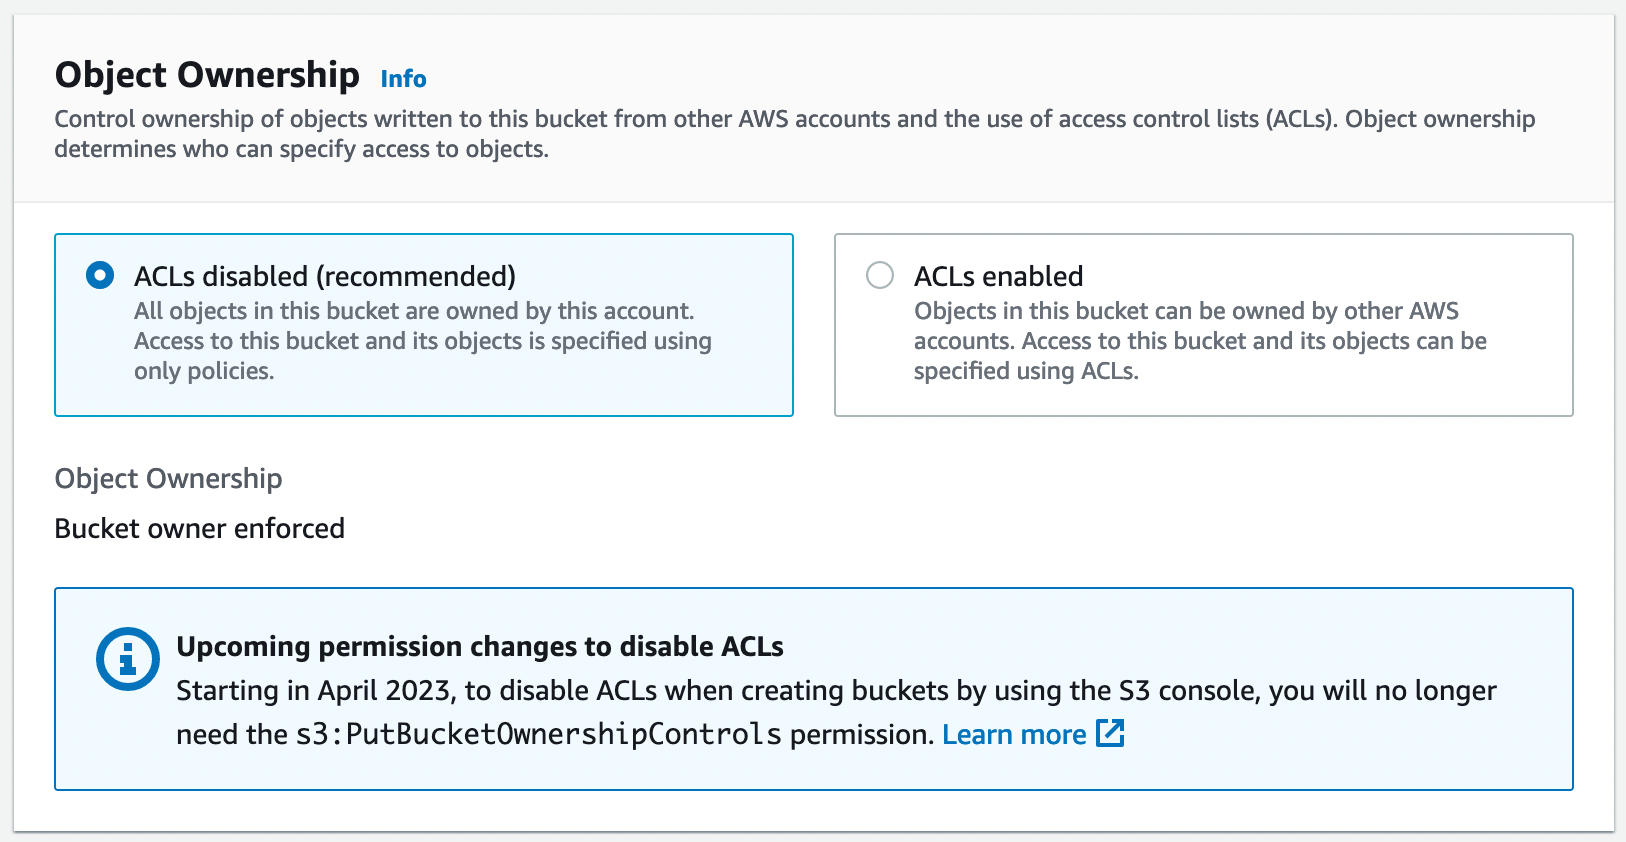 Object Ownership Info
Control ownership of objects written to this bucket from other AWS accounts and the use of access control lists (ACLs). Object ownership
determines who can specify access to objects.
ACLs disabled (recommended)
All objects in this bucket are owned by this account.
Access to this bucket and its objects is specified using
only policies.
ACLs enabled
Objects in this bucket can be owned by other AWS
accounts. Access to this bucket and its objects can be
specified using ACLs.
Object Ownership
Bucket owner enforced
Upcoming permission changes to disable ACLs
Starting in April 2023, to disable ACLs when creating buckets by using the S3 console, you will no longer
need the s3:PutBucketOwnershipControls permission. Learn more